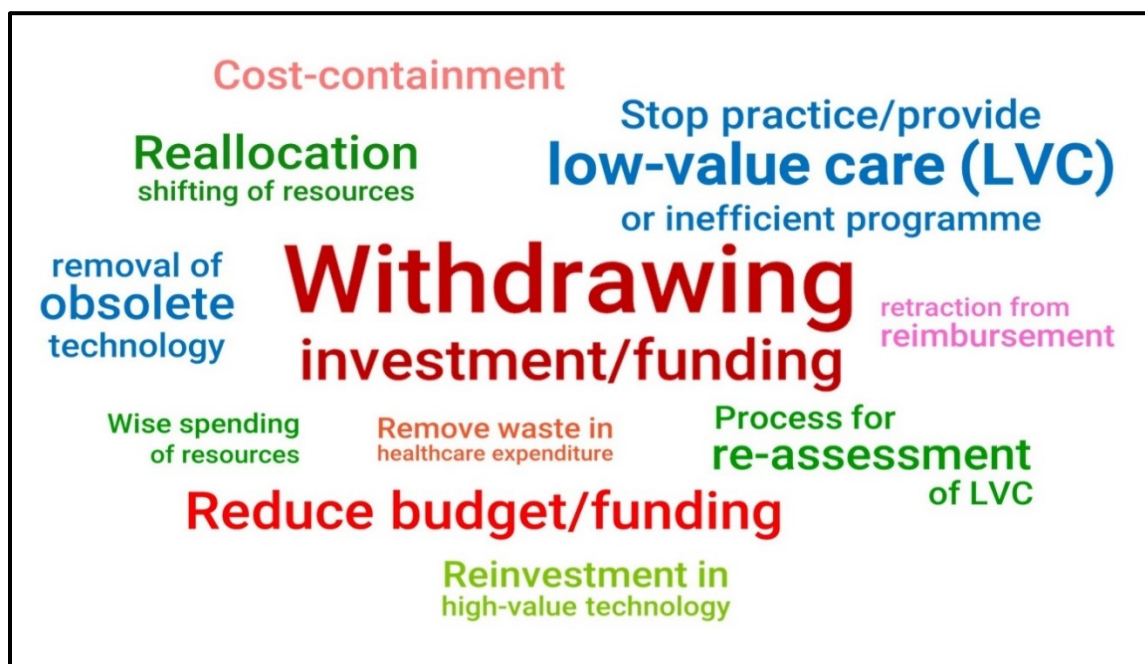 Cost-containment
Stop practice/provide
low-value care (LVC)
or inefficient programme
Reallocation
shifting of resources
Withdrawing
investment/funding
removal of
obsolete
technology
retraction from
reimbursement
Wise spending
of resources
Remove waste in
healthcare expenditure
Process for
re-assessment
of LVC
Reduce budget/funding
Reinvestment in
high-value technology